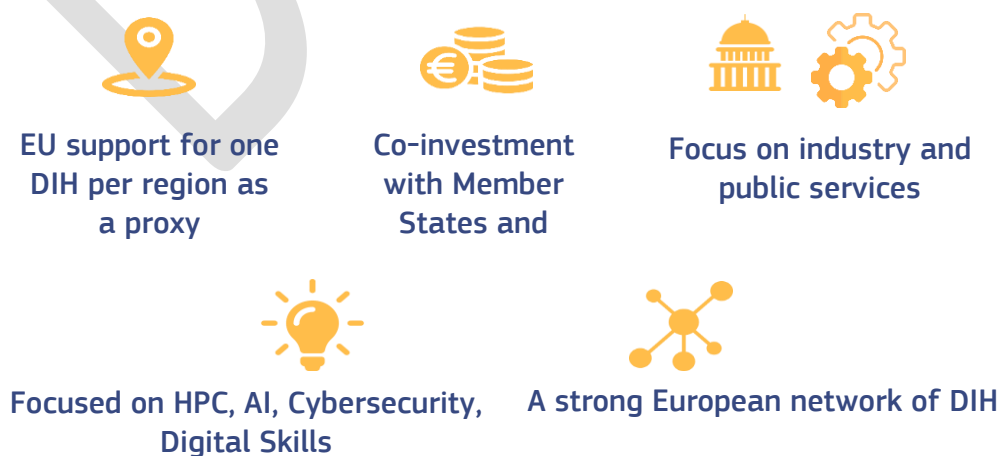 EU support for one
DIH per region as
a proxy
Co-investment
with Member
States and
Focus on industry and
public services
Focused on HPC, AI, Cybersecurity,
Digital Skills
A strong European network of DIH